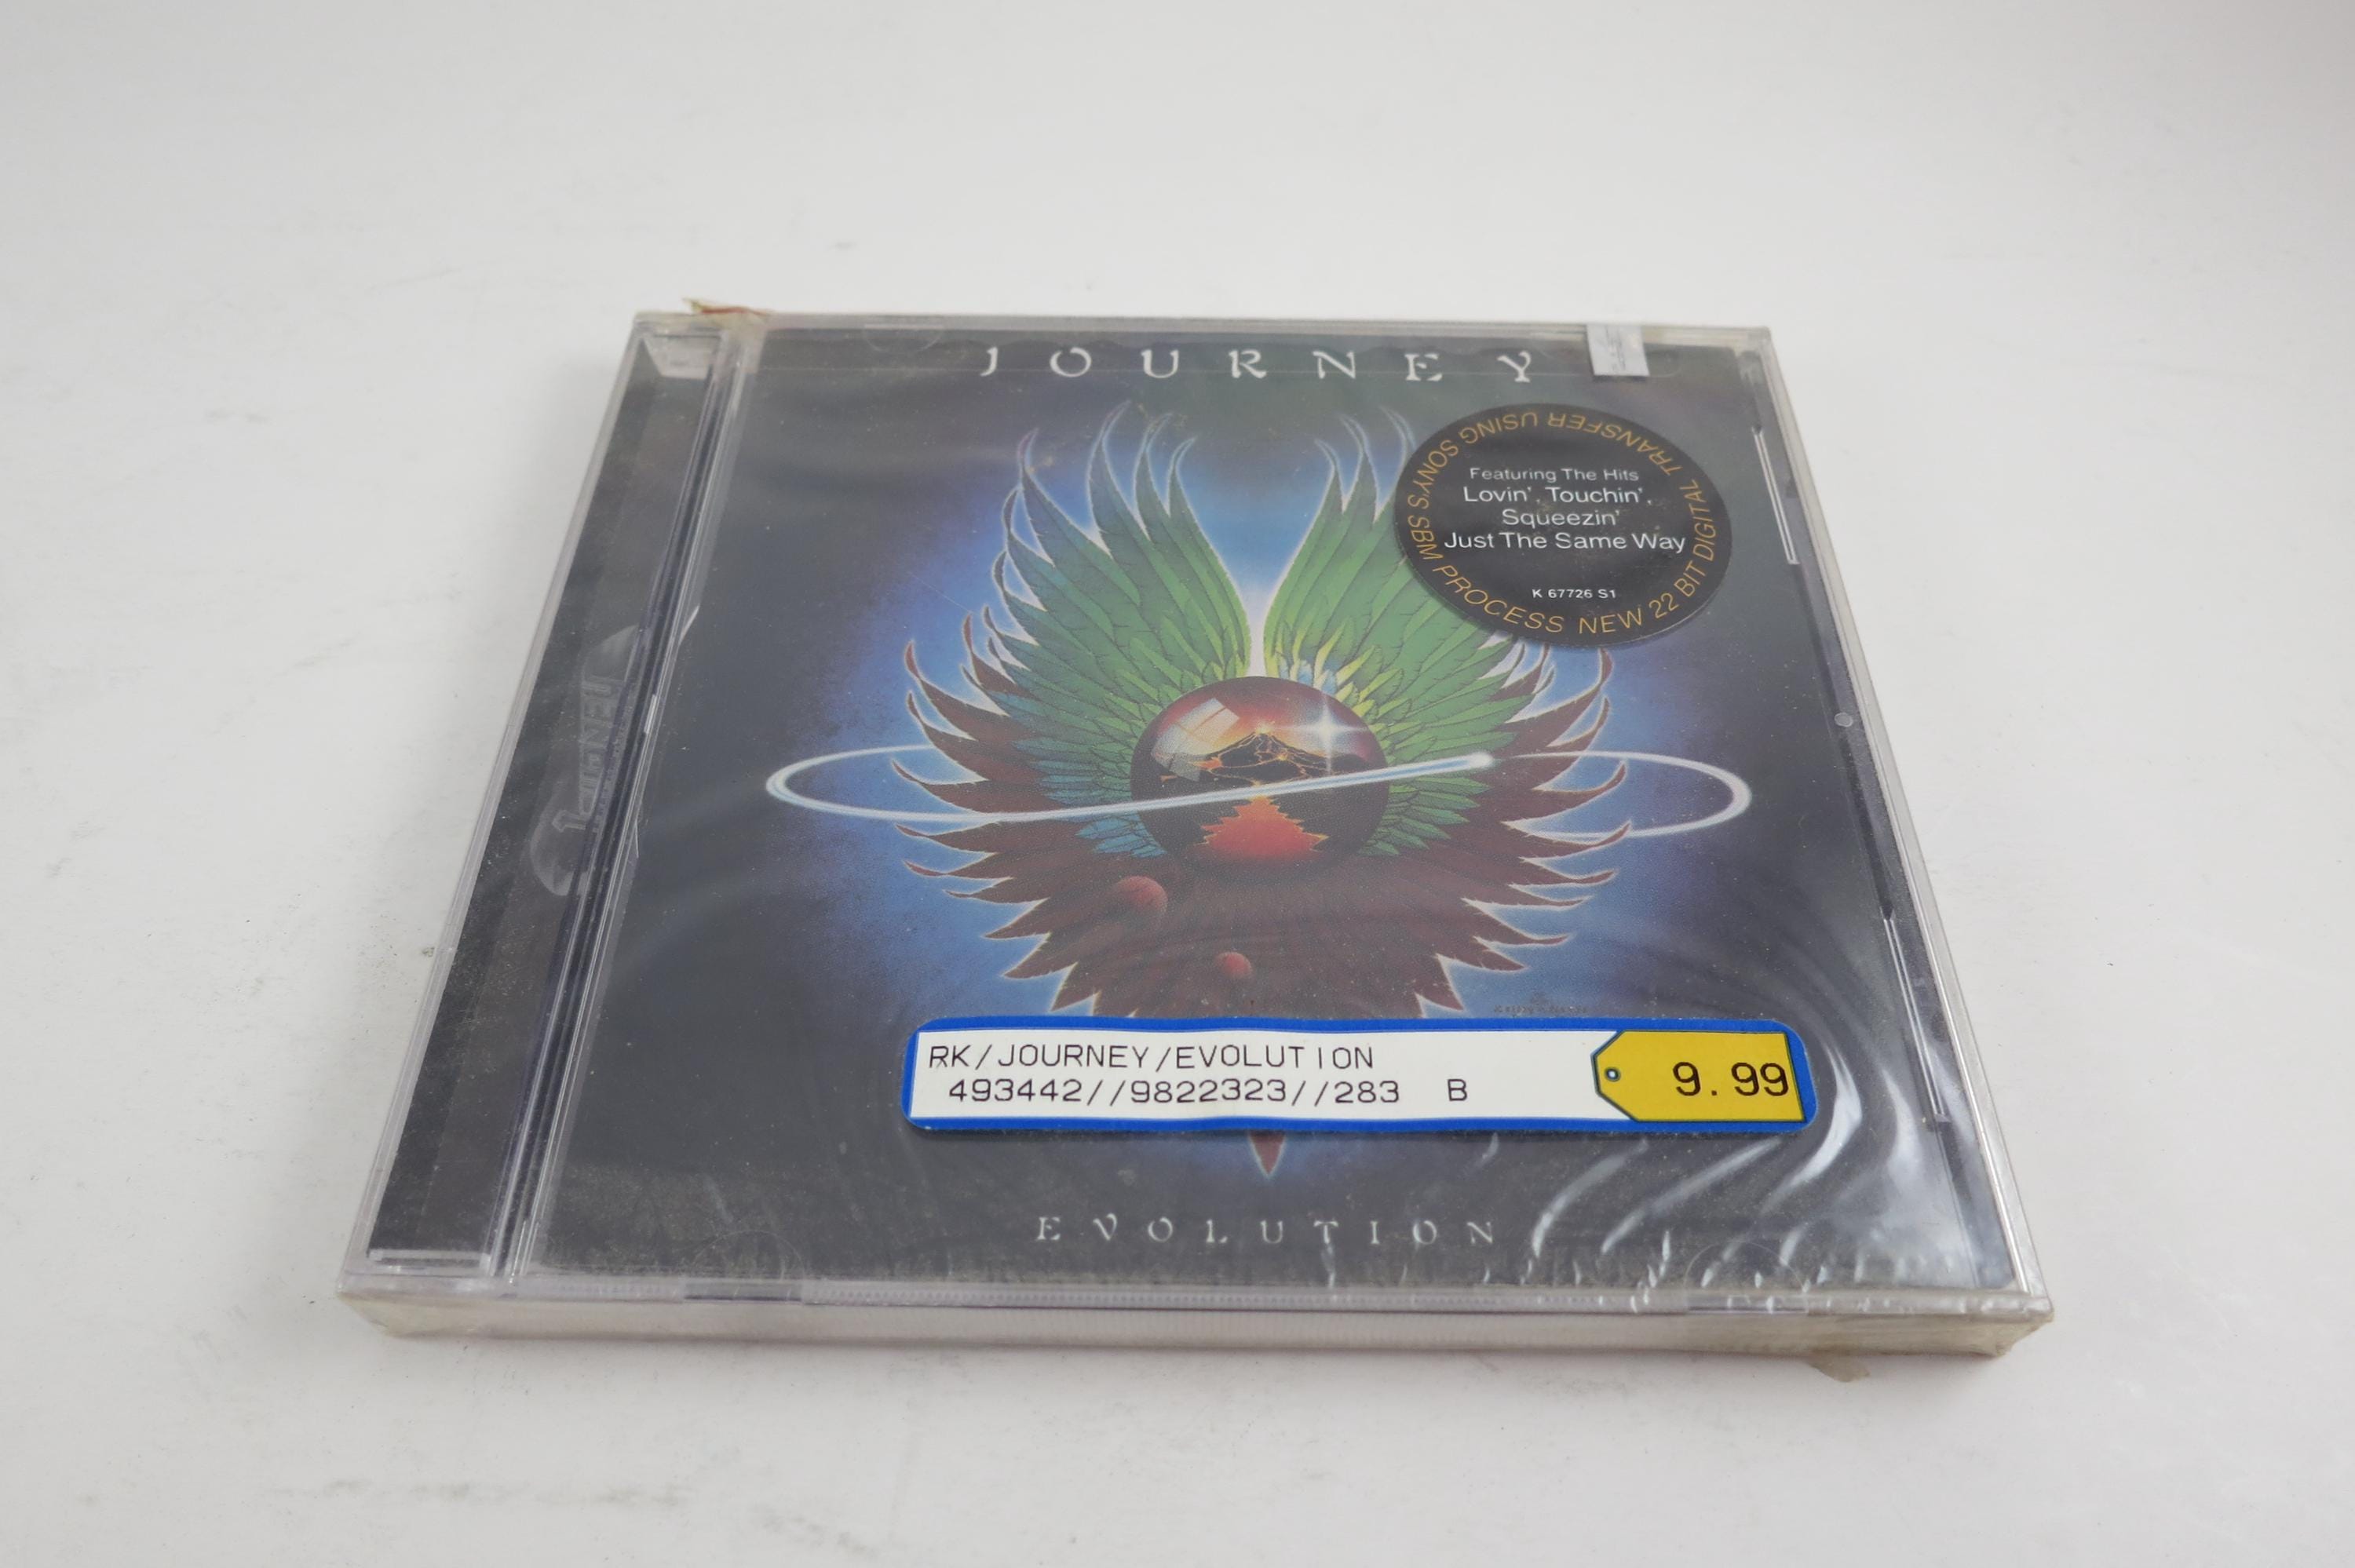 JOURNEY
TRANSFER USING SONY'S SBM PROCESS NEW 22 BIT DIGITAL
Featuring The Hits
Lovin', Touchin',
Squeezin'
Just The Same Way
K 67726 S1
JOURNEY
RK/JOURNEY/EVOLUTION
493442//9822323//283 B
9.99
EVOLUTION